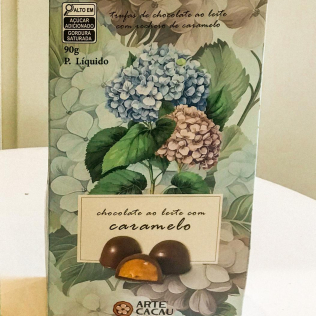 ALTO EM
AÇÚCAR
ADICIONADO
GORDURA
SATURADA
trufas de chocolate ao leite
com recheio de caramelo
90g
P. Líquido
chocolate ao leite com
caramelo
ARTE
CACAU